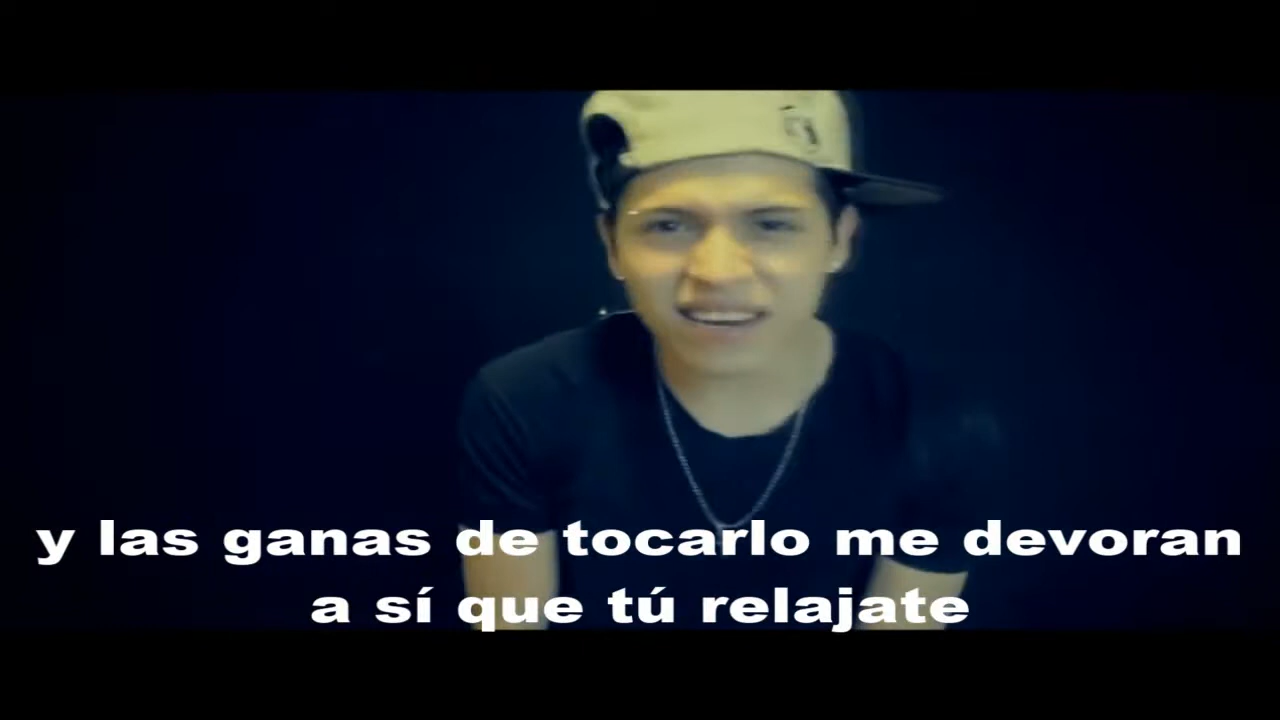 y las ganas de tocarlo me devoran
a sí que tú relajate